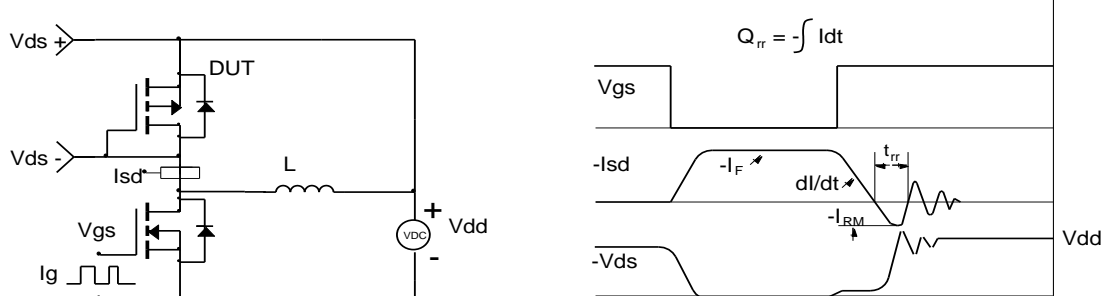 Vds +
DUT
Vds -
Isd
L
Vgs
Ig
+
VDC
-
Vdd
Q rr = -∫ Idt
Vgs
-Isd
-I F
dI/dt
t rr
-I RM
Vdd
-Vds